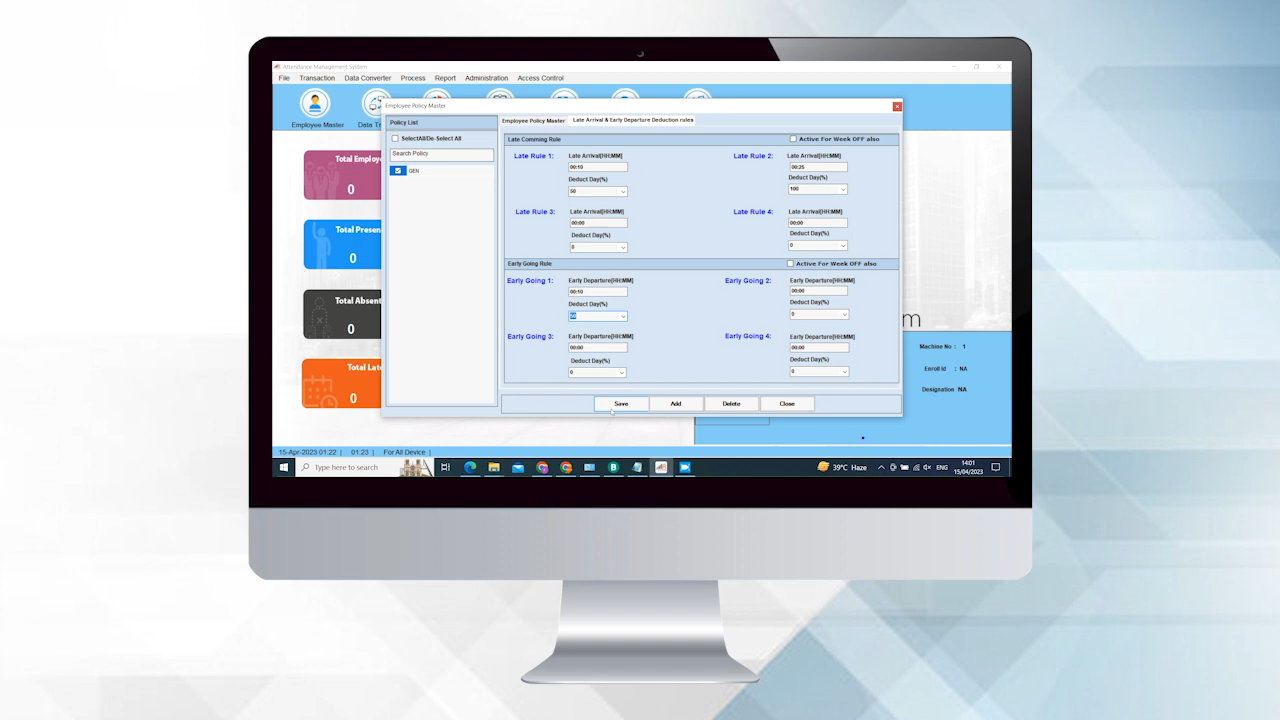 Attendance Management System
File Transaction Data Converter Process Report Administration Access Control
Employee Master
Employee Policy Master
Policy List
SelectAll/De-Select All
Search Policy
GEN
Employee Policy Master Late Arrival & Early Departure Deduction rules
Late Comming Rule Active For Week OFF also
Late Rule 1: Late Arrival[HH:MM]
00:10
Deduct Day(%)
50
Late Rule 2: Late Arrival[HH:MM]
00:25
Deduct Day(%)
100
Late Rule 3: Late Arrival[HH:MM]
00:00
Deduct Day(%)
0
Late Rule 4: Late Arrival[HH:MM]
00:00
Deduct Day(%)
0
Early Going Rule Active For Week OFF also
Early Going 1: Early Departure[HH:MM]
00:10
Deduct Day(%)
Early Going 2: Early Departure[HH:MM]
00:00
Deduct Day(%)
0
Early Going 3: Early Departure[HH:MM]
00:00
Deduct Day(%)
0
Early Going 4: Early Departure[HH:MM]
00:00
Deduct Day(%)
0
Save Add Delete Close
Total Employe
0
Total Presen
0
Total Absent
0
Total Lat
0
m
Machine No : 1
Enroll Id : NA
Designation NA
15-Apr-2023 01:22 | 01:23 | For All Device |
Type here to search
39°C Haze
ENG
14:01
15/04/2023